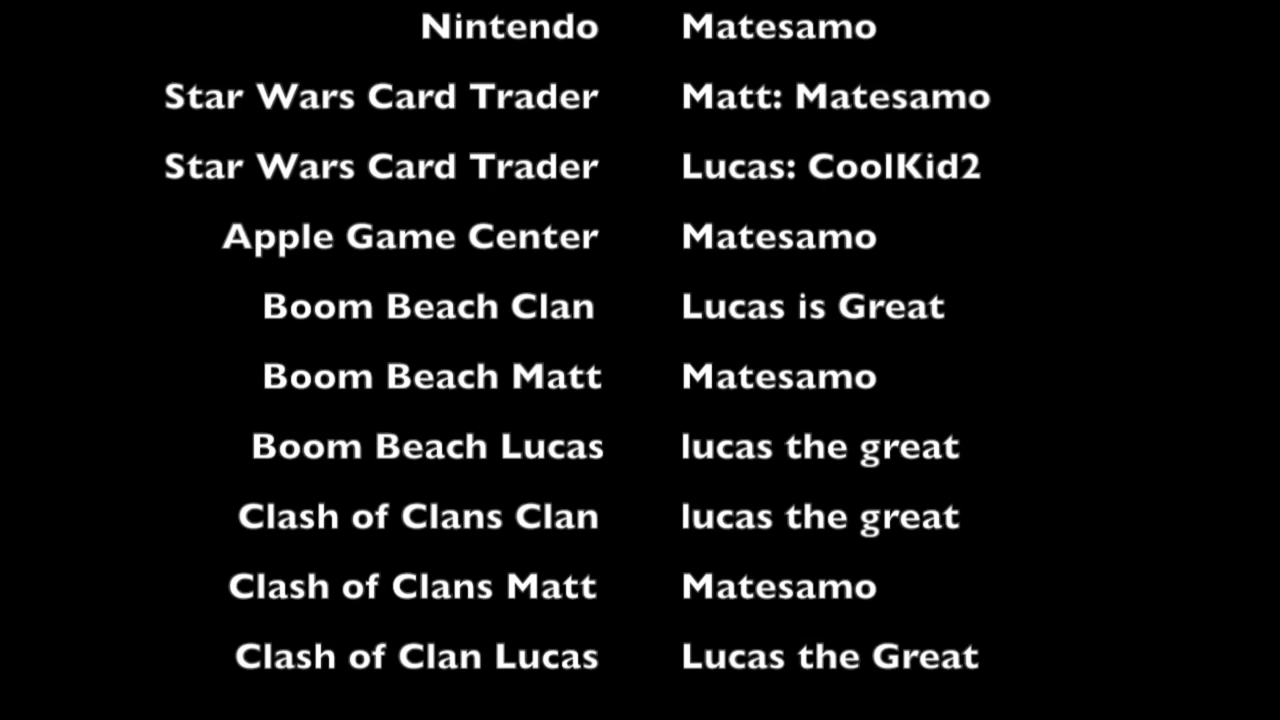 Nintendo Matesamo
Star Wars Card Trader Matt: Matesamo
Star Wars Card Trader Lucas: CoolKid2
Apple Game Center Matesamo
Boom Beach Clan Lucas is Great
Boom Beach Matt Matesamo
Boom Beach Lucas lucas the great
Clash of Clans Clan lucas the great
Clash of Clans Matt Matesamo
Clash of Clan Lucas Lucas the Great